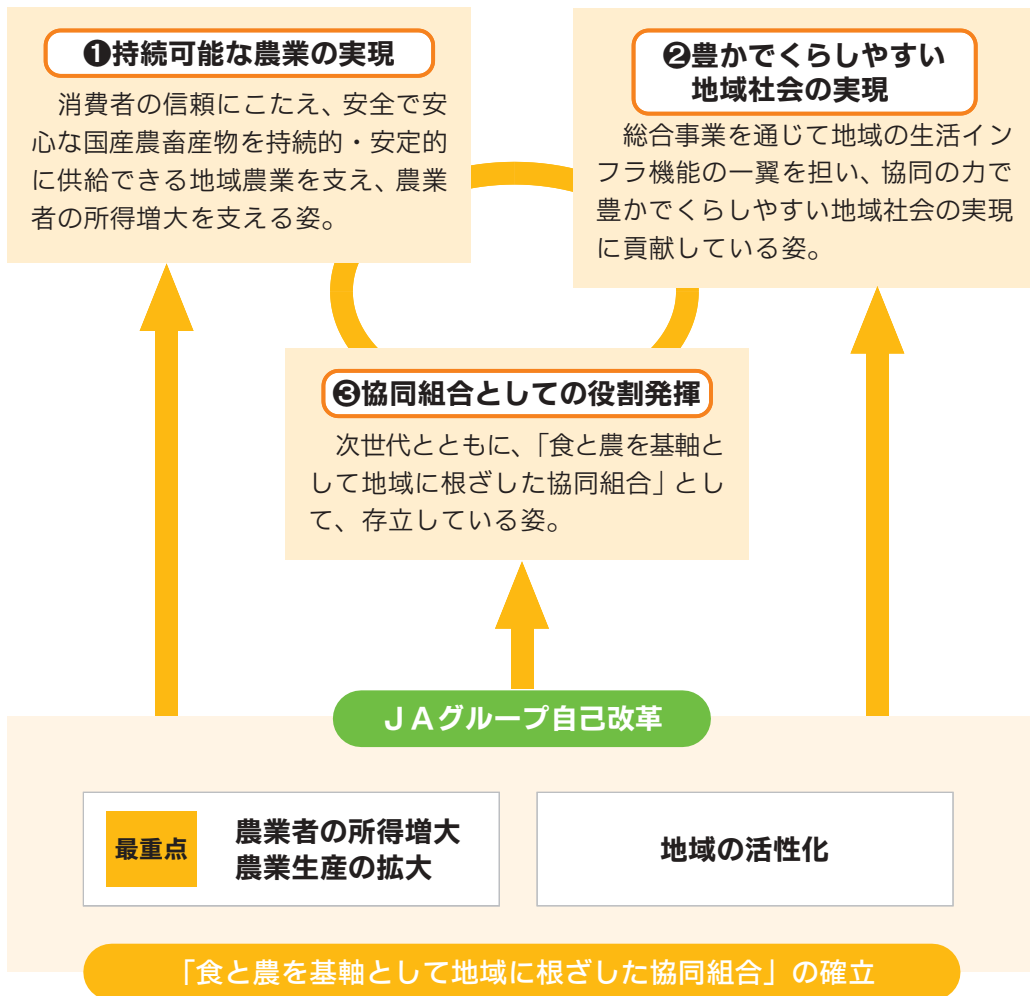 ❶持続可能な農業の実現
　消費者の信頼にこたえ、安全で安
心な国産農畜産物を持続的・安定的
に供給できる地域農業を支え、農業
者の所得増大を支える姿。
❷豊かでくらしやすい
地域社会の実現
　総合事業を通じて地域の生活イン
フラ機能の一翼を担い、協同の力で
豊かでくらしやすい地域社会の実現
に貢献している姿。
❸協同組合としての役割発揮
　次世代とともに、「食と農を基軸と
して地域に根ざした協同組合」とし
て、存立している姿。
ＪＡグループ自己改革
最重点
農業者の所得増大
農業生産の拡大
地域の活性化
「食と農を基軸として地域に根ざした協同組合」の確立